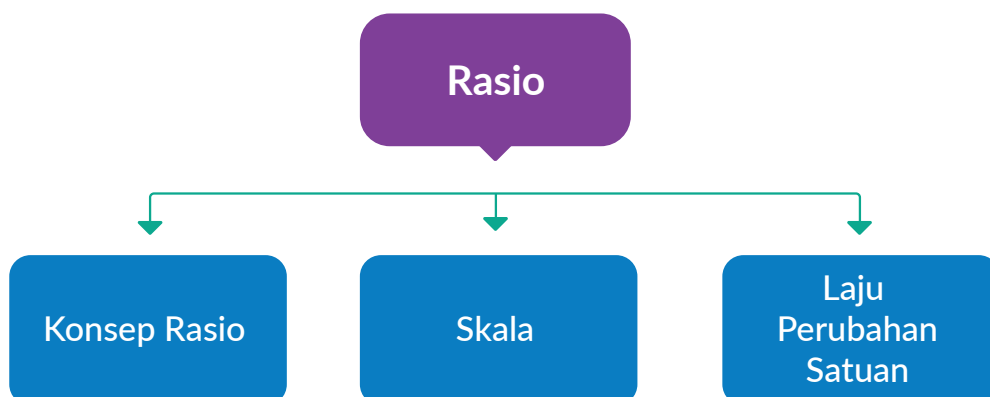 Rasio
Konsep Rasio
Skala
Laju
Perubahan
Satuan